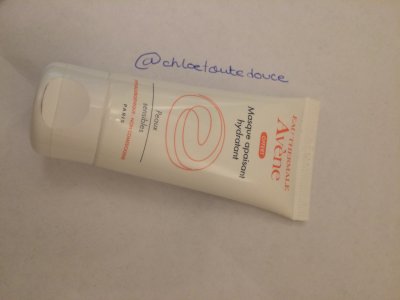 @chloetoutedouce
EAU THERMALE
Avène
Masque apaisant
hydratant
Peaux
sensibles
PARIS